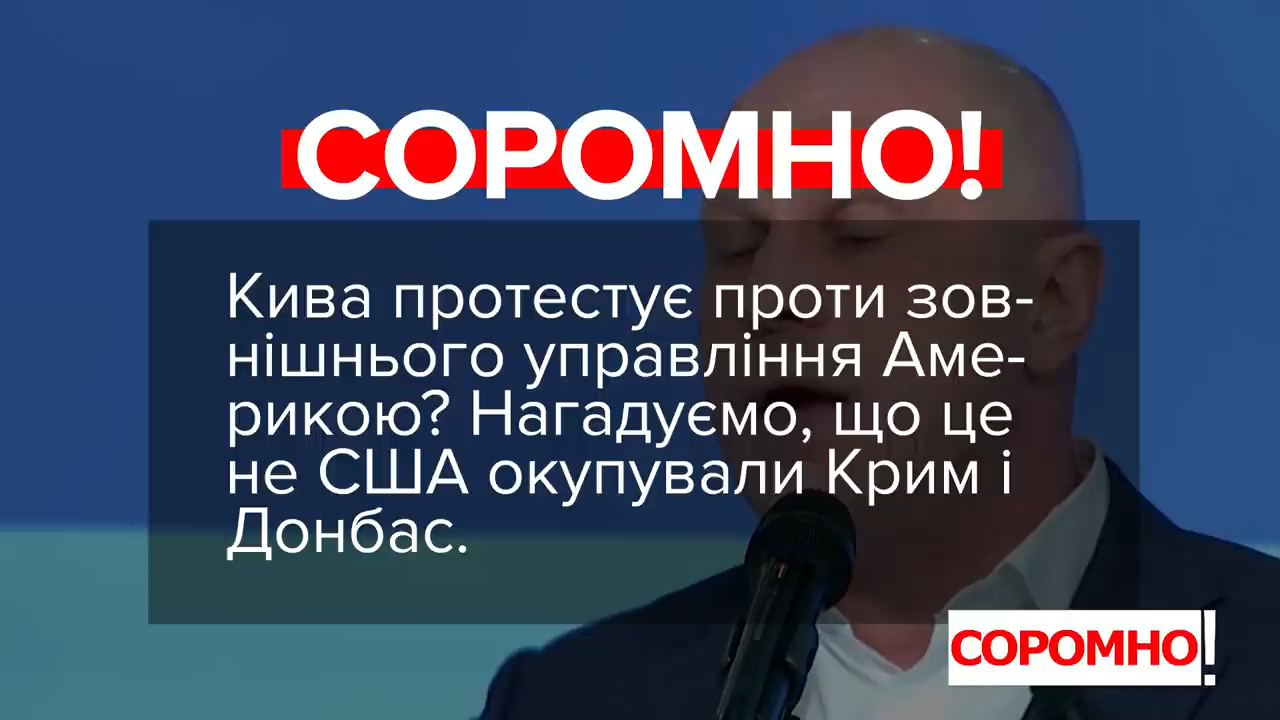 СОРОМНО!
Кива протестує проти зов-
нішнього управління Аме-
рикою? Нагадуємо, що це
не США окупували Крим і
Донбас.
СОРОМНО!